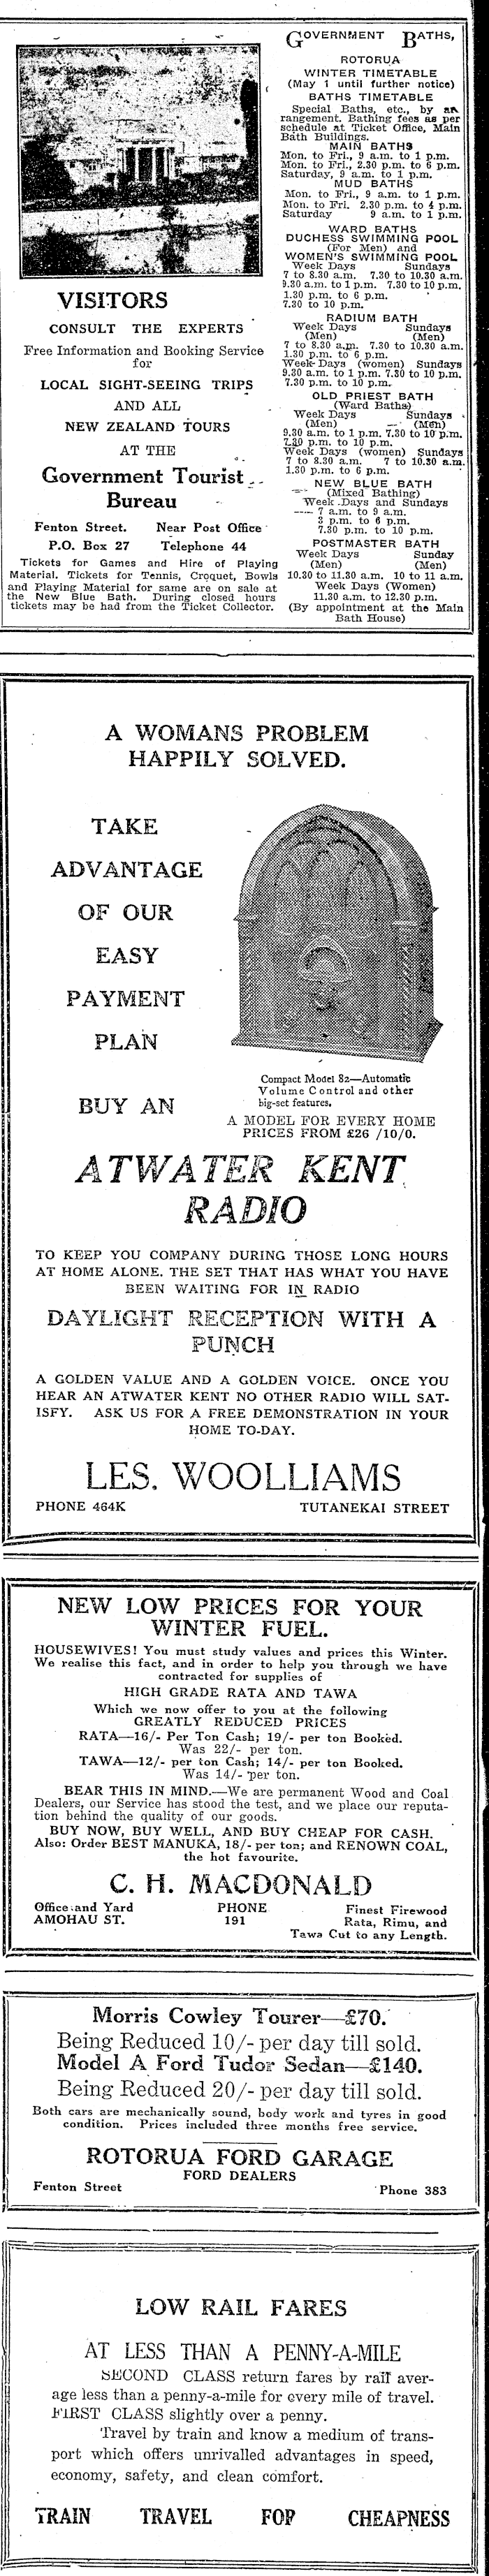 VISITORS
CONSULT THE EXPERTS
Free Information and Booking Service
for
LOCAL SIGHT-SEEING TRIPS
AND ALL
NEW ZEALAND TOURS
AT THE
Government Tourist
Bureau
Fenton Street. Near Post Office
P.O. Box 27 Telephone 44
Tickets for Games and Hire of Playing
Material. Tickets for Tennis, Croquet, Bowls
and Playing Material for same are on sale at
the New Blue Bath. During closed hours
tickets may be had from the Ticket Collector.
GOVERNMENT BATHS,
ROTORUA
WINTER TIMETABLE
(May 1 until further notice)
BATHS TIMETABLE
Special Baths, etc., by ar-
rangement. Bathing fees as per
schedule at Ticket Office, Main
Bath Buildings.
MAIN BATHS
Mon. to Fri., 9 a.m. to 1 p.m.
Mon. to Fri., 2.30 p.m. to 6 p.m.
Saturday, 9 a.m. to 1 p.m.
MUD BATHS
Mon. to Fri., 9 a.m. to 1 p.m.
Mon. to Fri. 2.30 p.m. to 4 p.m.
Saturday 9 a.m. to 1 p.m.
WARD BATHS
DUCHESS SWIMMING POOL
(For Men) and
WOMEN'S SWIMMING POOL
Week Days Sundays
7 to 8.30 a.m. 7.30 to 10.30 a.m.
9.30 a.m. to 1 p.m. 7.30 to 10 p.m.
1.30 p.m. to 6 p.m.
7.30 to 10 p.m.
RADIUM BATH
Week Days Sundays
(Men) (Men)
7 to 8.30 a.m. 7.30 to 10.30 a.m.
1.30 p.m. to 6 p.m.
Week-Days (women) Sundays
9.30 a.m. to 1 p.m. 7.30 to 10 p.m.
7.30 p.m. to 10 p.m.
OLD PRIEST BATH
(Ward Baths)
Week Days Sundays
(Men) (Men)
9.30 a.m. to 1 p.m. 7.30 to 10 p.m.
7.30 p.m. to 10 p.m.
Week Days (women) Sundays
7 to 8.30 a.m. 7 to 10.30 a.m.
1.30 p.m. to 6 p.m.
NEW BLUE BATH
(Mixed Bathing)
Week Days and Sundays
7 a.m. to 9 a.m.
3 p.m. to 6 p.m.
7.30 p.m. to 10 p.m.
POSTMASTER BATH
Week Days Sunday
(Men) (Men)
10.30 to 11.30 a.m. 10 to 11 a.m.
Week Days (Women)
11.30 a.m. to 12.30 p.m.
(By appointment at the Main
Bath House)
A WOMANS PROBLEM
HAPPILY SOLVED.
TAKE
ADVANTAGE
OF OUR
EASY
PAYMENT
PLAN
BUY AN
Compact Model 82—Automatic
Volume Control and other
big-set features.
A MODEL FOR EVERY HOME
PRICES FROM £26 /10/0.
ATWATER KENT
RADIO
TO KEEP YOU COMPANY DURING THOSE LONG HOURS
AT HOME ALONE. THE SET THAT HAS WHAT YOU HAVE
BEEN WAITING FOR IN RADIO
DAYLIGHT RECEPTION WITH A
PUNCH
A GOLDEN VALUE AND A GOLDEN VOICE. ONCE YOU
HEAR AN ATWATER KENT NO OTHER RADIO WILL SAT-
ISFY. ASK US FOR A FREE DEMONSTRATION IN YOUR
HOME TO-DAY.
LES. WOOLLIAMS
PHONE 464K TUTANEKAI STREET
NEW LOW PRICES FOR YOUR
WINTER FUEL.
HOUSEWIVES! You must study values and prices this Winter.
We realise this fact, and in order to help you through we have
contracted for supplies of
HIGH GRADE RATA AND TAWA
Which we now offer to you at the following
GREATLY REDUCED PRICES
RATA—16/- Per Ton Cash; 19/- per ton Booked.
Was 22/- per ton.
TAWA—12/- per ton Cash; 14/- per ton Booked.
Was 14/- per ton.
BEAR THIS IN MIND.—We are permanent Wood and Coal
Dealers, our Service has stood the test, and we place our reputa-
tion behind the quality of our goods.
BUY NOW, BUY WELL, AND BUY CHEAP FOR CASH.
Also: Order BEST MANUKA, 18/- per ton; and RENOWN COAL,
the hot favourite.
C. H. MACDONALD
Office and Yard PHONE Finest Firewood
AMOHAU ST. 191 Rata, Rimu, and
Tawa Cut to any Length.
Morris Cowley Tourer—£70.
Being Reduced 10/- per day till sold.
Model A Ford Tudor Sedan—£140.
Being Reduced 20/- per day till sold.
Both cars are mechanically sound, body work and tyres in good
condition. Prices included three months free service.
ROTORUA FORD GARAGE
FORD DEALERS
Fenton Street Phone 383
LOW RAIL FARES
AT LESS THAN A PENNY-A-MILE
SECOND CLASS return fares by rail aver-
age less than a penny-a-mile for every mile of travel.
FIRST CLASS slightly over a penny.
Travel by train and know a medium of trans-
port which offers unrivalled advantages in speed,
economy, safety, and clean comfort.
TRAIN TRAVEL FOR CHEAPNESS